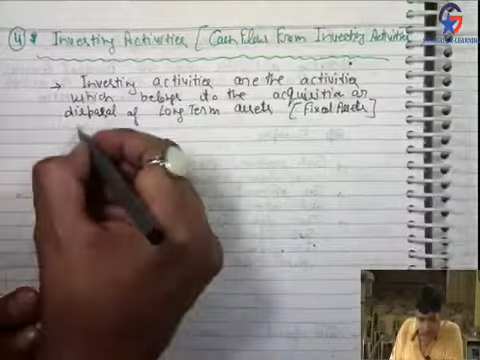 4) * Investing Activities [Cash Flow From Investing Activities
→ Investing activities are the activities
which belongs to the acquisition or
disposal of Long Term assets [Fixed Assets]